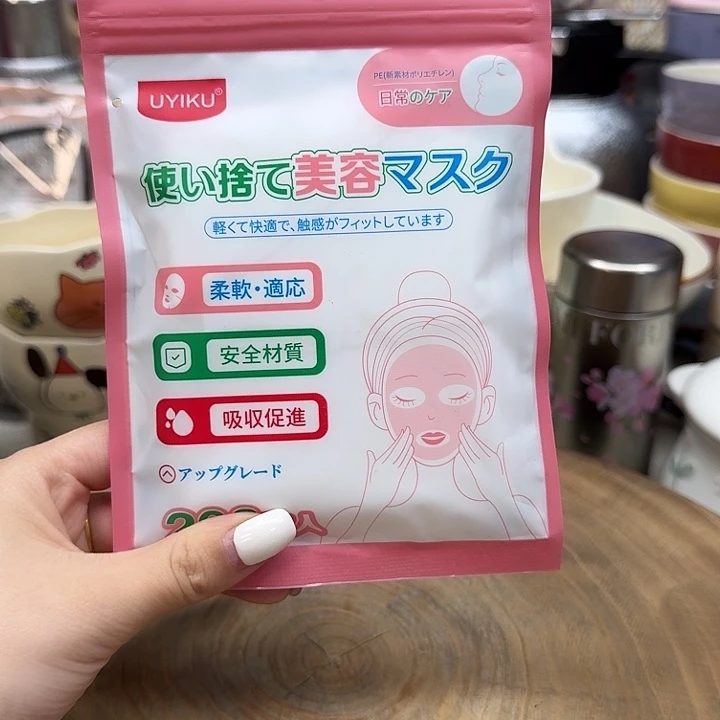 UYIKU®
PE(新素材ポリエチレン)
日常のケア
使い捨て美容マスク
軽くて快適で、触感がフィットしています
柔軟・適応
安全材質
吸収促進
アップグレード
入